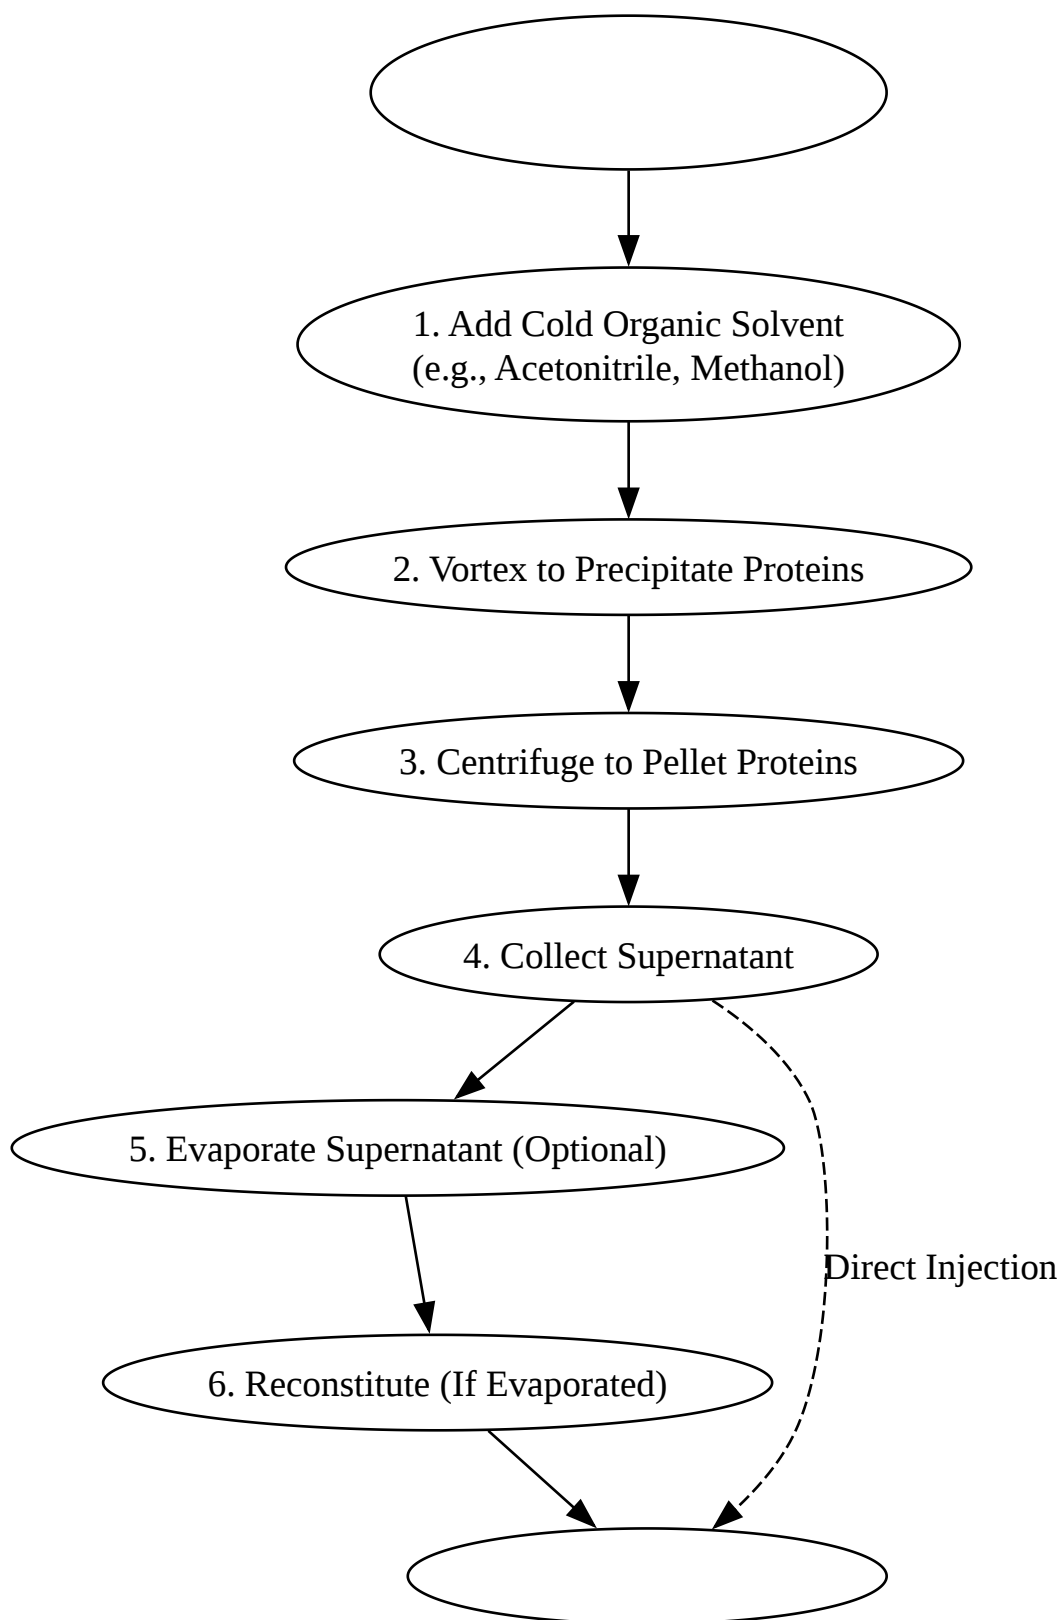 1. Add Cold Organic Solvent
(e.g., Acetonitrile, Methanol)
2. Vortex to Precipitate Proteins
3. Centrifuge to Pellet Proteins
4. Collect Supernatant
5. Evaporate Supernatant (Optional)
Direct Injection
6. Reconstitute (If Evaporated)